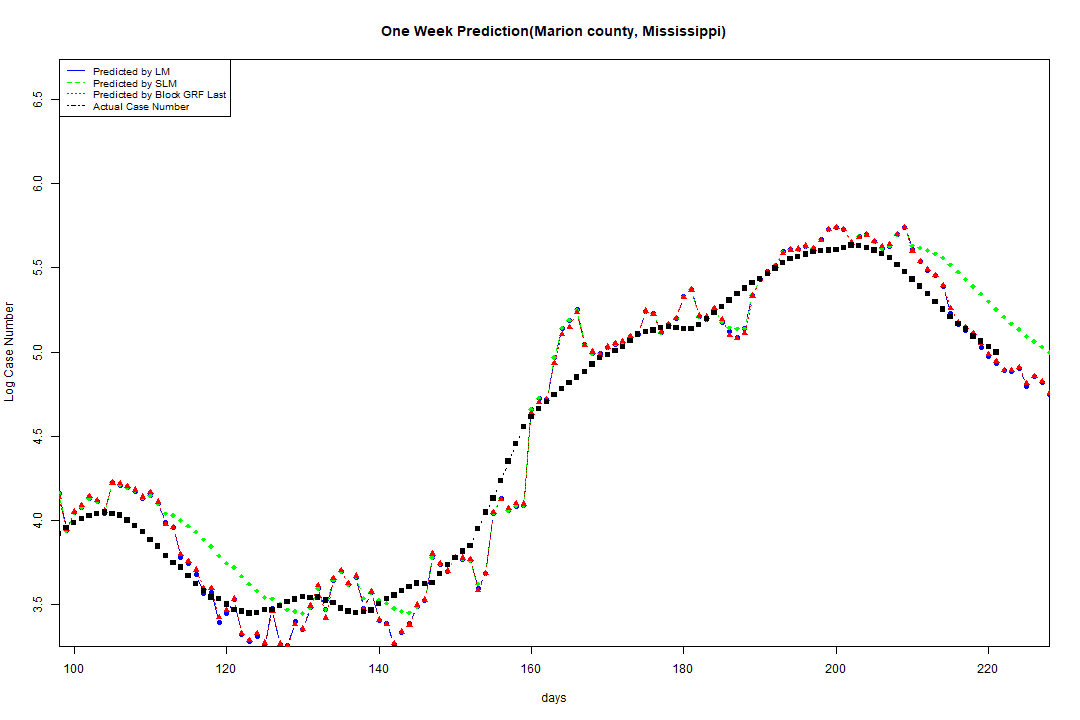 One Week Prediction(Marion county, Mississippi)
Predicted by LM
Predicted by SLM
Predicted by Block GRF Last
Actual Case Number
Log Case Number
6.5
6.0
5.5
5.0
4.5
4.0
3.5
100 120 140 160 180 200 220
days